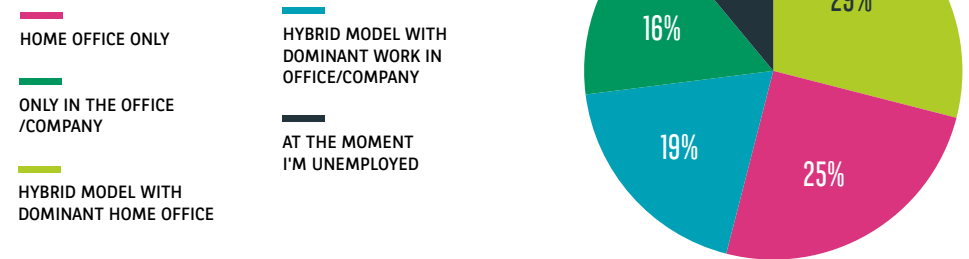 HOME OFFICE ONLY
ONLY IN THE OFFICE
/COMPANY
HYBRID MODEL WITH
DOMINANT HOME OFFICE
HYBRID MODEL WITH
DOMINANT WORK IN
OFFICE/COMPANY
AT THE MOMENT
I'M UNEMPLOYED
29%
16%
19%
25%